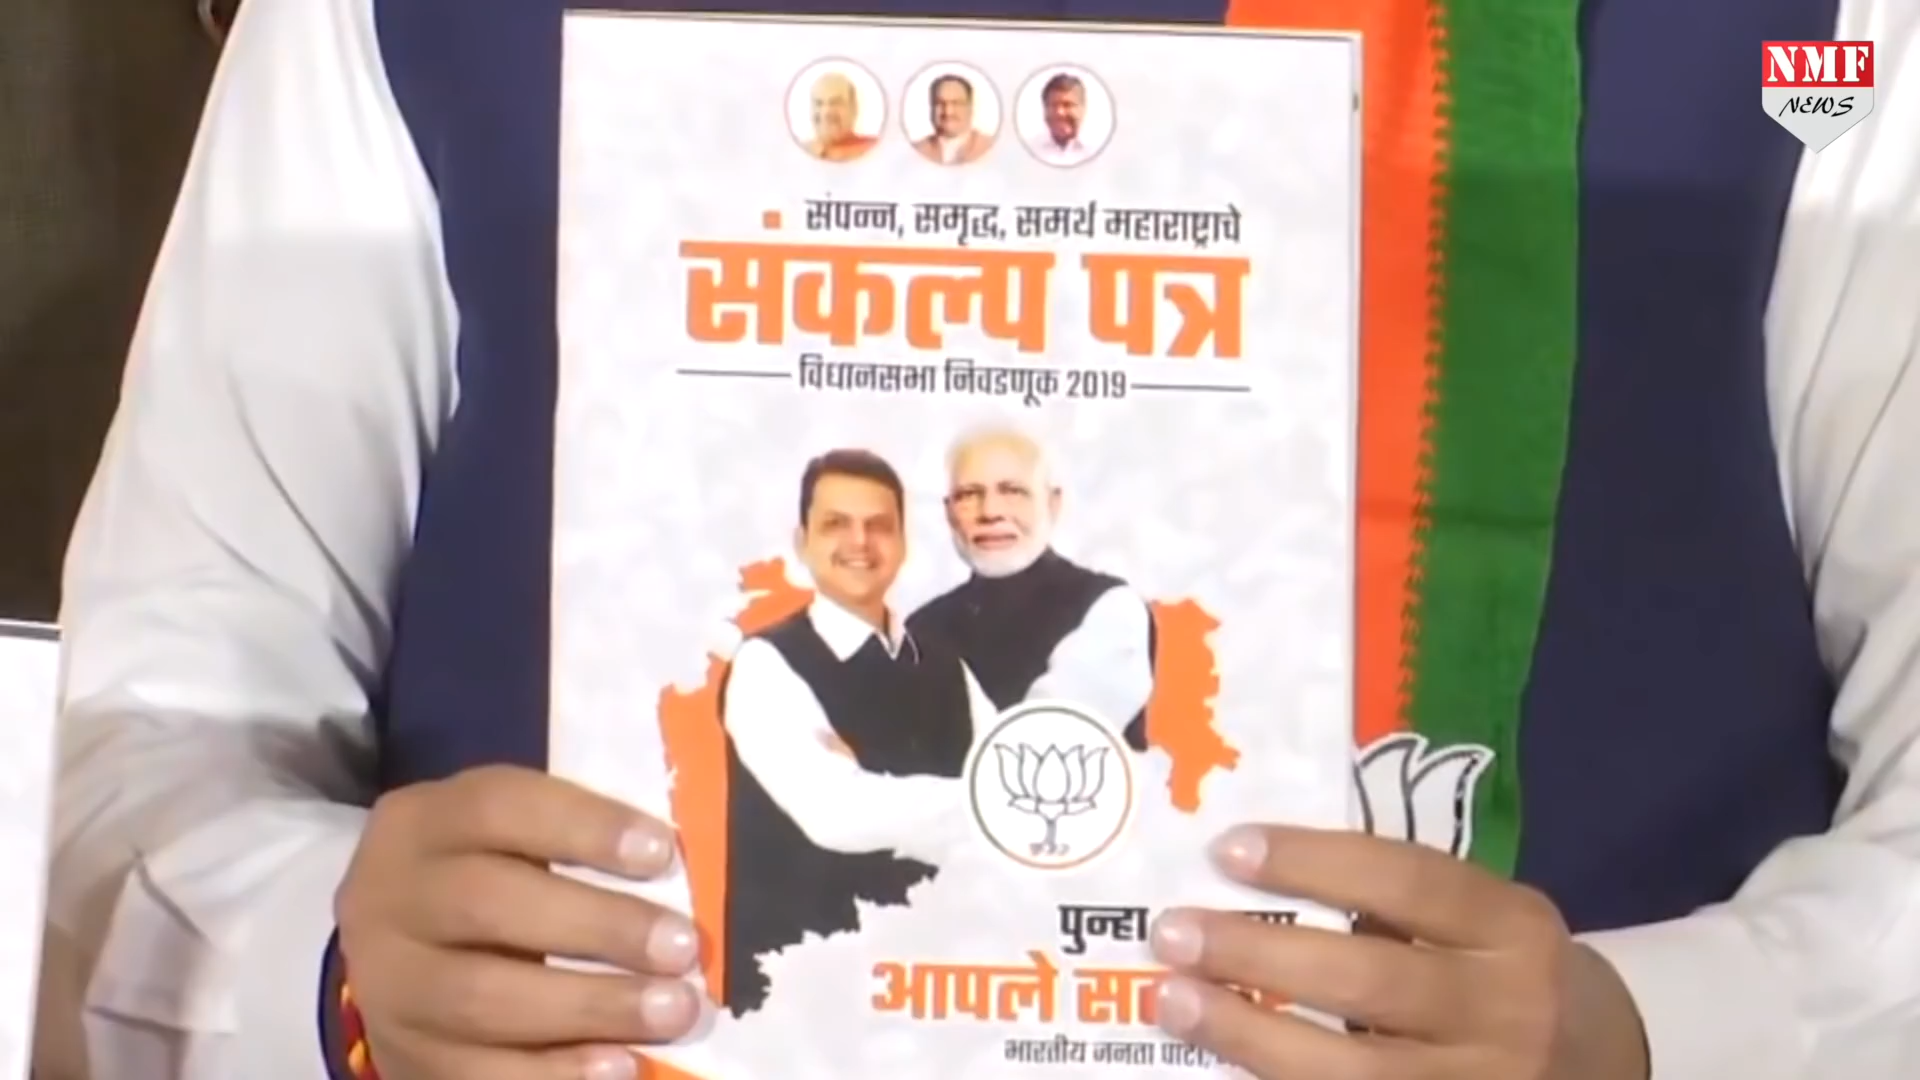 NMF
NEWS
संपन्न, समृद्ध, समर्थ महाराष्ट्राचे
संकल्प पत्र
विधानसभा निवडणूक 2019
पुन्हा
आपले
भारतीय जनता पार्टी,